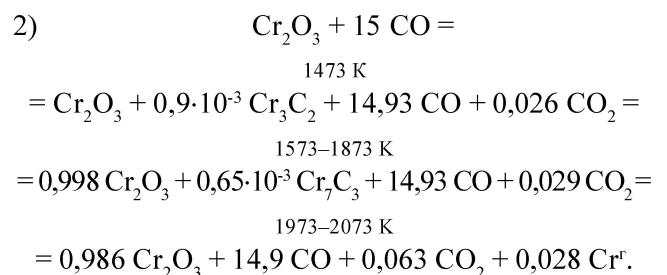 2) Cr₂O₃ + 15 CO =
1473 К
= Cr₂O₃ + 0,9·10⁻³ Cr₃C₂ + 14,93 CO + 0,026 CO₂ =
1573–1873 К
= 0,998 Cr₂O₃ + 0,65·10⁻³ Cr₇C₃ + 14,93 CO + 0,029 CO₂=
1973–2073 К
= 0,986 Cr₂O₃ + 14,9 CO + 0,063 CO₂ + 0,028 Crᴦ.